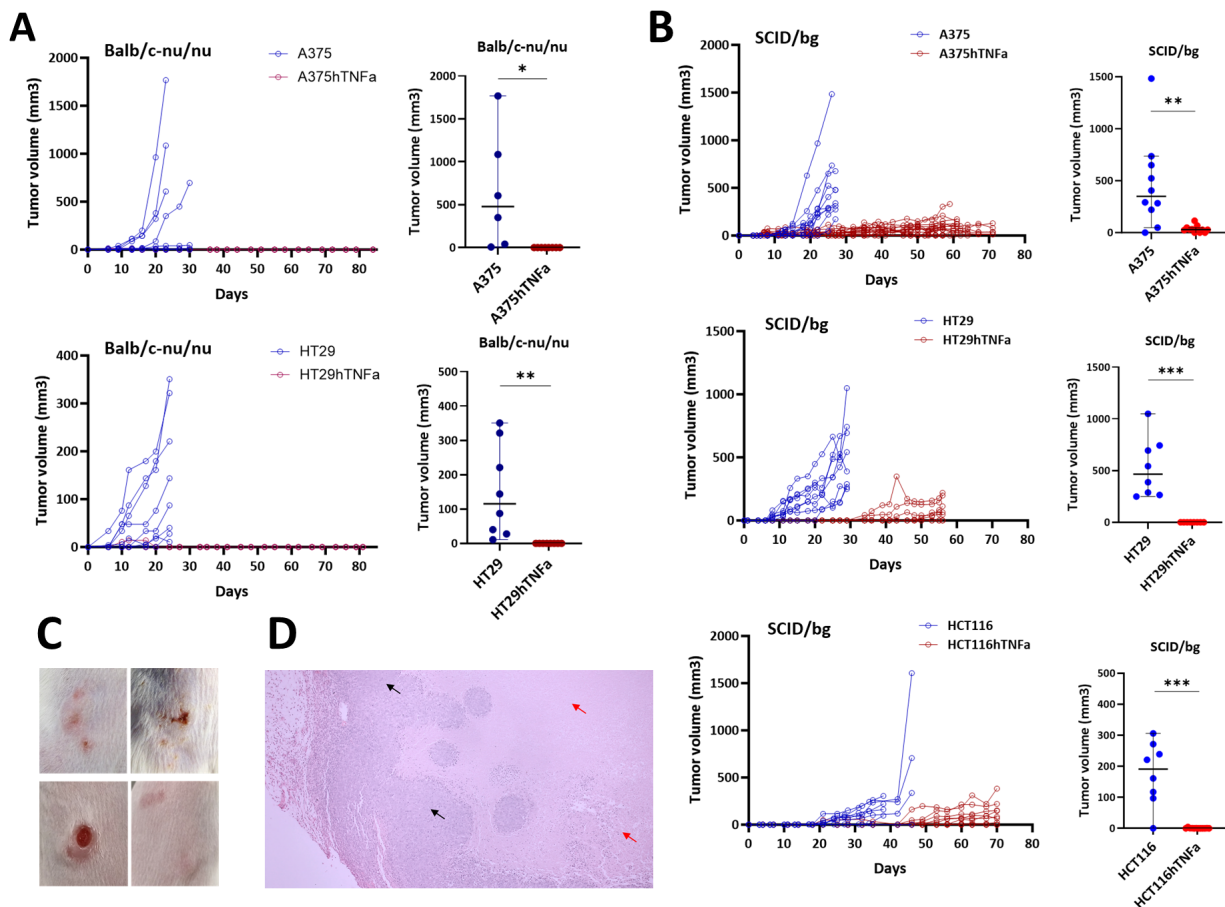 A
Balb/c-nu/nu
A375
A375hTNFa
Tumor volume (mm3)
2000
1500
1000
500
0
0 10 20 30 40 50 60 70 80
Days
Balb/c-nu/nu
*
Tumor volume (mm3)
2000
1500
1000
500
0
A375
A375hTNFa
Balb/c-nu/nu
HT29
HT29hTNFa
Tumor volume (mm3)
400
300
200
100
0
0 10 20 30 40 50 60 70 80
Days
Balb/c-nu/nu
**
Tumor volume (mm3)
500
400
300
200
100
0
HT29
HT29hTNFa
B
SCID/bg
A375
A375hTNFa
Tumor volume (mm3)
2000
1500
1000
500
0
0 10 20 30 40 50 60 70 80
Days
SCID/bg
**
Tumor volume (mm3)
1500
1000
500
0
A375
A375hTNFa
SCID/bg
HT29
HT29hTNFa
Tumor volume (mm3)
1500
1000
500
0
0 10 20 30 40 50 60 70 80
Days
SCID/bg
***
Tumor volume (mm3)
1500
1000
500
0
HT29
HT29hTNFa
SCID/bg
HCT116
HCT116hTNFa
Tumor volume (mm3)
2000
1500
1000
500
0
0 10 20 30 40 50 60 70 80
Days
SCID/bg
***
Tumor volume (mm3)
500
400
300
200
100
0
HCT116
HCT116hTNFa
C
D